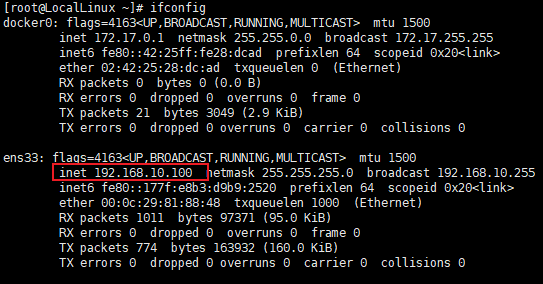 [root@LocalLinux ~]# ifconfig
docker0: flags=4163<UP,BROADCAST,RUNNING,MULTICAST>  mtu 1500
inet 172.17.0.1  netmask 255.255.0.0  broadcast 172.17.255.255
inet6 fe80::42:25ff:fe28:dcad  prefixlen 64  scopeid 0x20<link>
ether 02:42:25:28:dc:ad  txqueuelen 0  (Ethernet)
RX packets 0  bytes 0 (0.0 B)
RX errors 0  dropped 0  overruns 0  frame 0
TX packets 21  bytes 3049 (2.9 KiB)
TX errors 0  dropped 0 overruns 0  carrier 0  collisions 0
ens33: flags=4163<UP,BROADCAST,RUNNING,MULTICAST>  mtu 1500
inet 192.168.10.100  netmask 255.255.255.0  broadcast 192.168.10.255
inet6 fe80::177f:e8b3:d9b9:2520  prefixlen 64  scopeid 0x20<link>
ether 00:0c:29:81:88:48  txqueuelen 1000  (Ethernet)
RX packets 1011  bytes 97371 (95.0 KiB)
RX errors 0  dropped 0  overruns 0  frame 0
TX packets 774  bytes 163932 (160.0 KiB)
TX errors 0  dropped 0 overruns 0  carrier 0  collisions 0